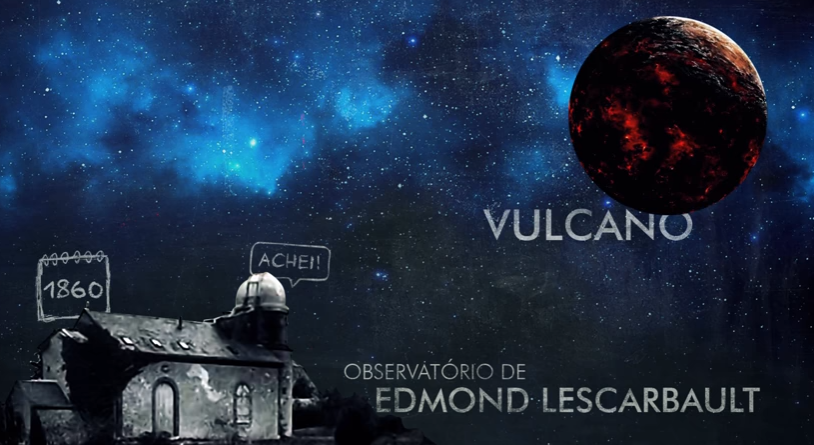 VULCANO
ACHEI!
1860
OBSERVATÓRIO DE
EDMOND LESCARBAULT